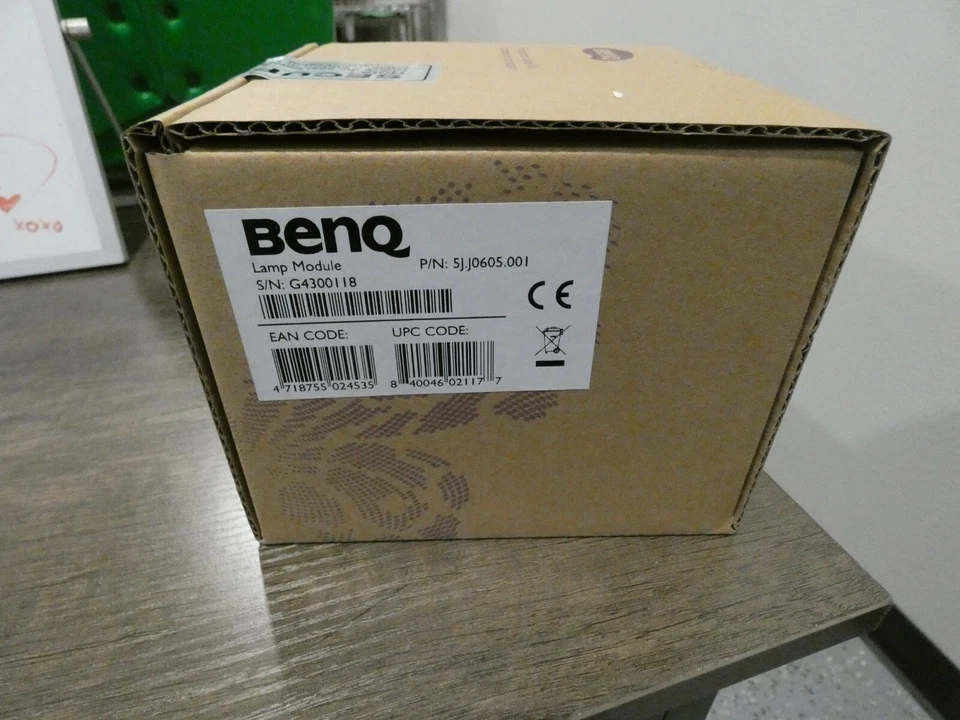 BenQ
Lamp Module
P/N: 5J.J0605.001
S/N: G4300118
CE
EAN CODE:
UPC CODE:
4 718755 024535
8 40046 02117 7
xoxo